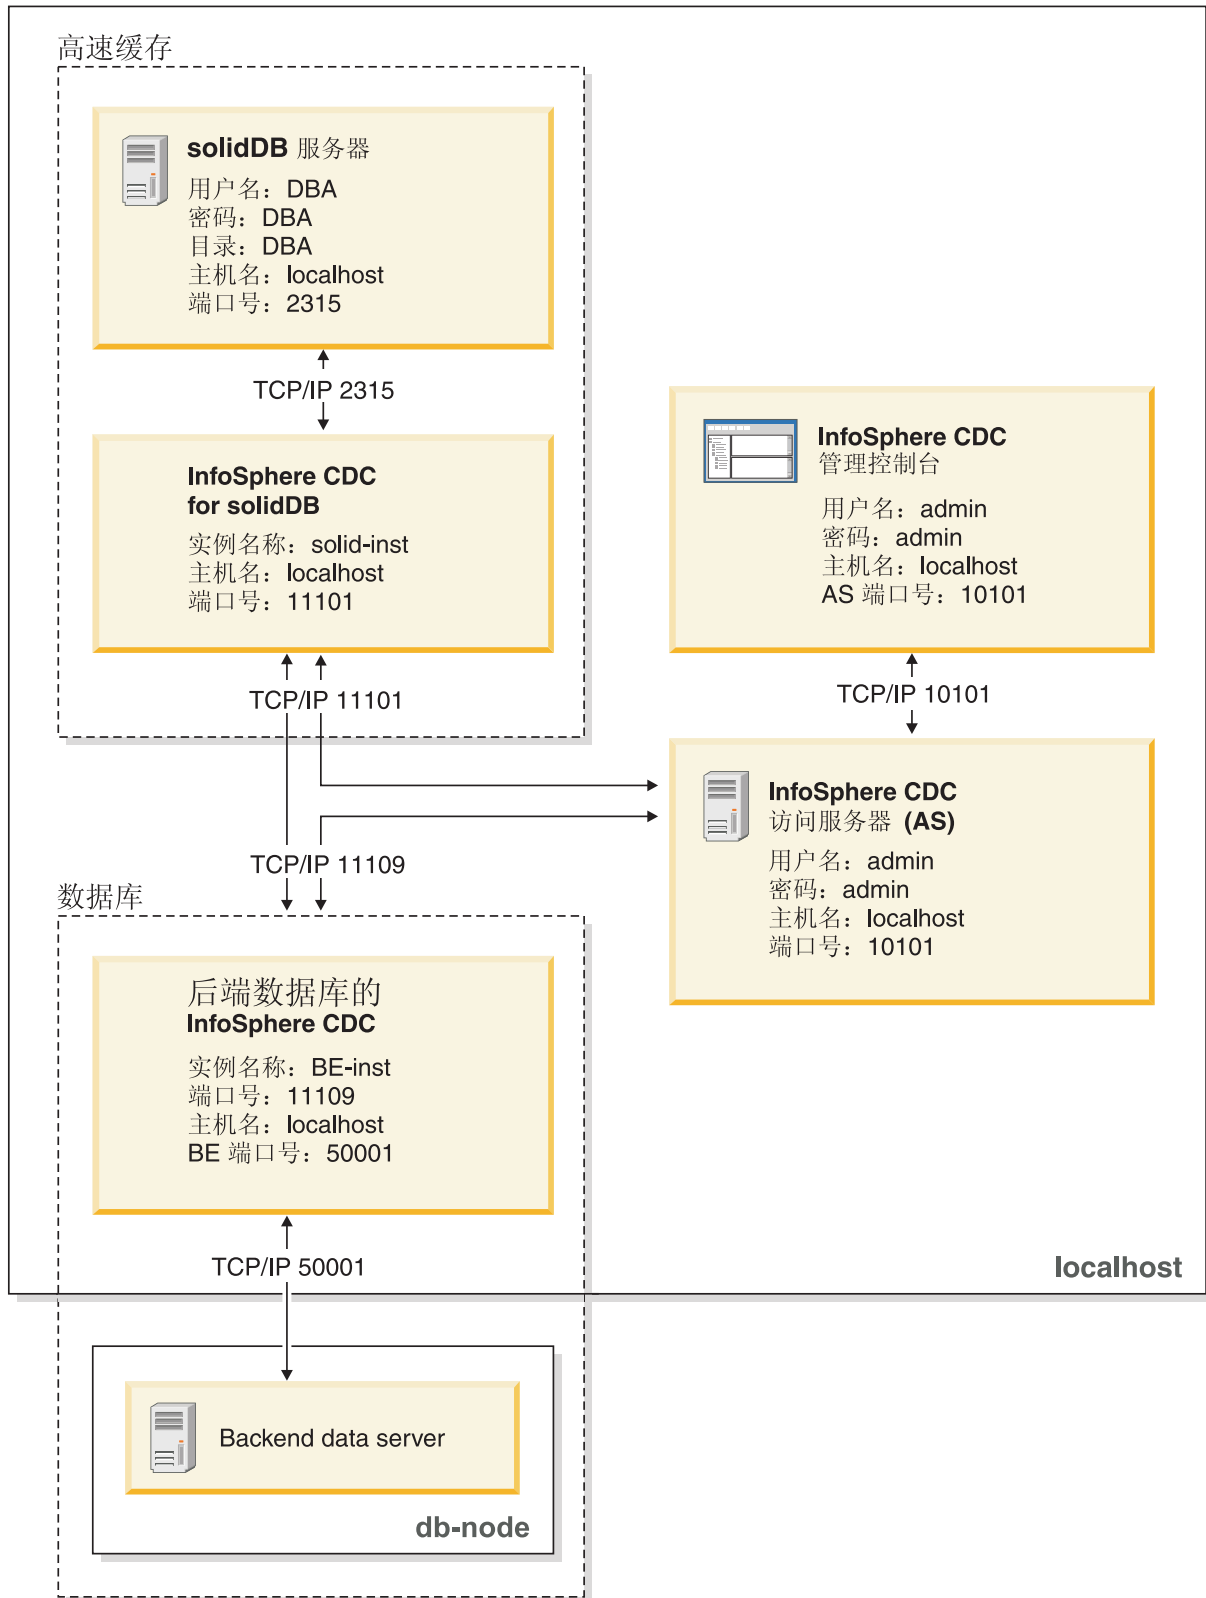 高速缓存
solidDB 服务器
用户名：DBA
密码：DBA
目录：DBA
主机名：localhost
端口号：2315
TCP/IP 2315
InfoSphere CDC
for solidDB
实例名称：solid-inst
主机名：localhost
端口号：11101
InfoSphere CDC
管理控制台
用户名：admin
密码：admin
主机名：localhost
AS 端口号：10101
TCP/IP 11101
TCP/IP 10101
InfoSphere CDC
访问服务器 (AS)
用户名：admin
密码：admin
主机名：localhost
端口号：10101
TCP/IP 11109
数据库
后端数据库的
InfoSphere CDC
实例名称：BE-inst
端口号：11109
主机名：localhost
BE 端口号：50001
TCP/IP 50001
localhost
Backend data server
db-node